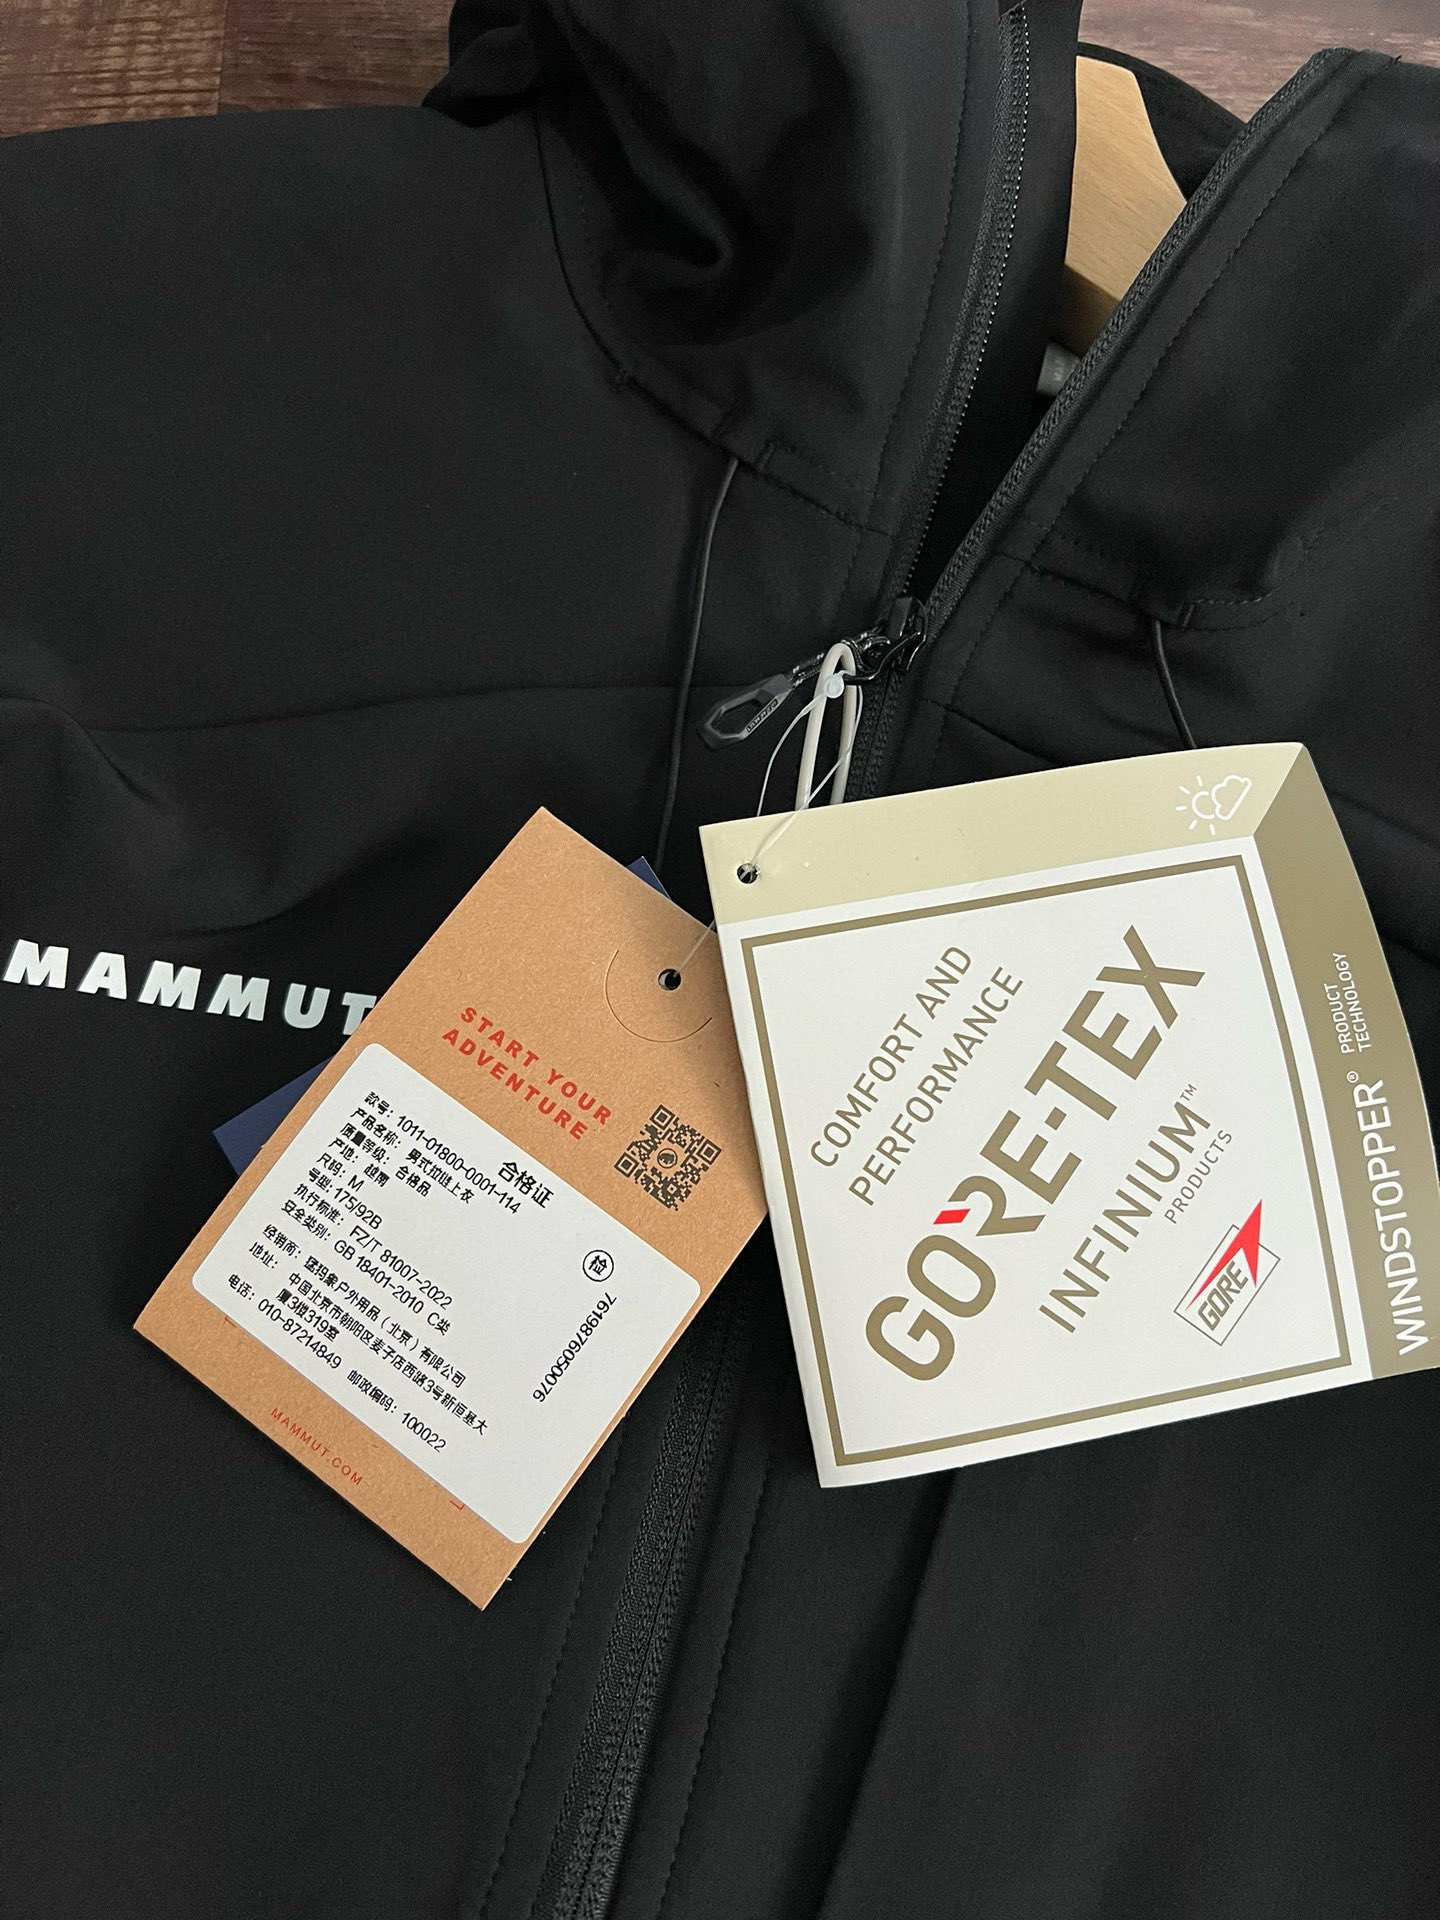 MAMMUT
START YOUR
ADVENTURE
合格证
款号: 1011-01800-0001-114
产品名称: 男式拉链上衣
质量等级: 合格品
产地: 越南
尺码: M
号型: 175/92B
执行标准: FZ/T 81007-2022
安全类别: GB 18401-2010 C类
经销商: 猛犸象户外用品(北京)有限公司
地址: 中国北京市朝阳区麦子店西路3号新恒基大
厦3楼319室
电话: 010-87214849 邮政编码: 100022
检
7619876050076
MAMMUT.COM
COMFORT AND
PERFORMANCE
GORE-TEX
INFINIUM™
PRODUCTS
GORE
WINDSTOPPER® PRODUCT
TECHNOLOGY